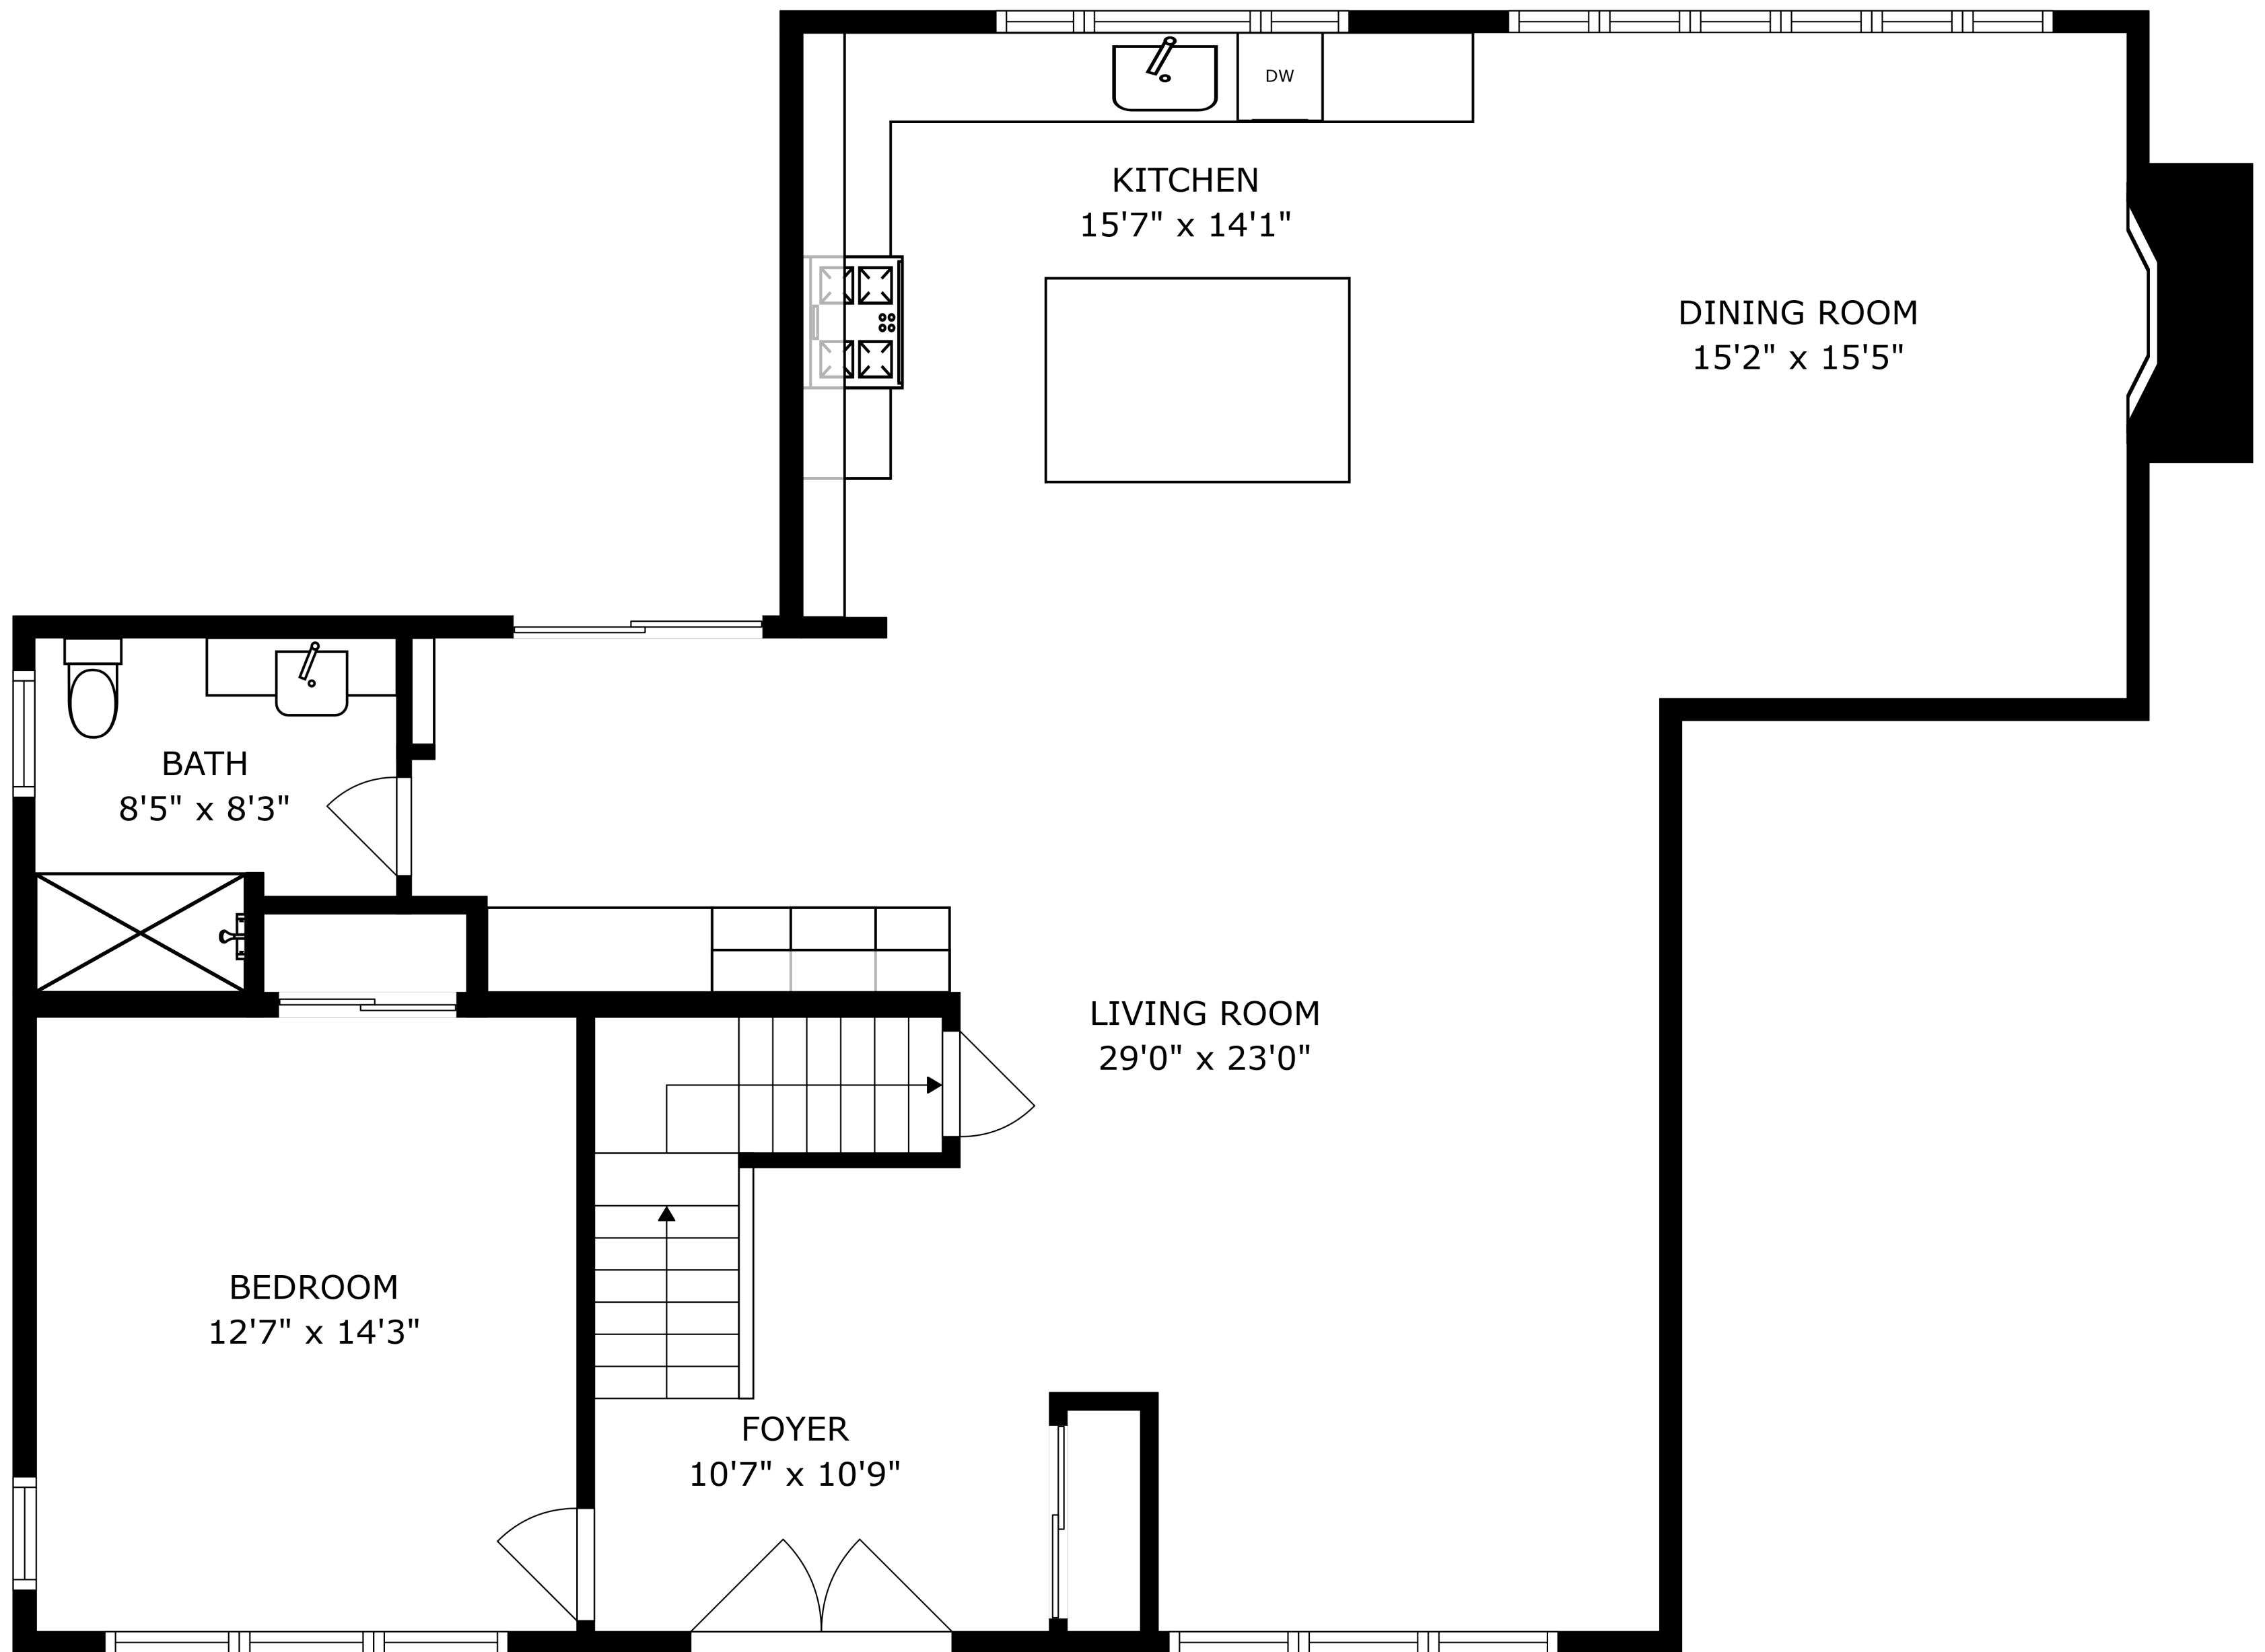 DW
KITCHEN
15'7" x 14'1"
DINING ROOM
15'2" x 15'5"
BATH
8'5" x 8'3"
LIVING ROOM
29'0" x 23'0"
BEDROOM
12'7" x 14'3"
FOYER
10'7" x 10'9"